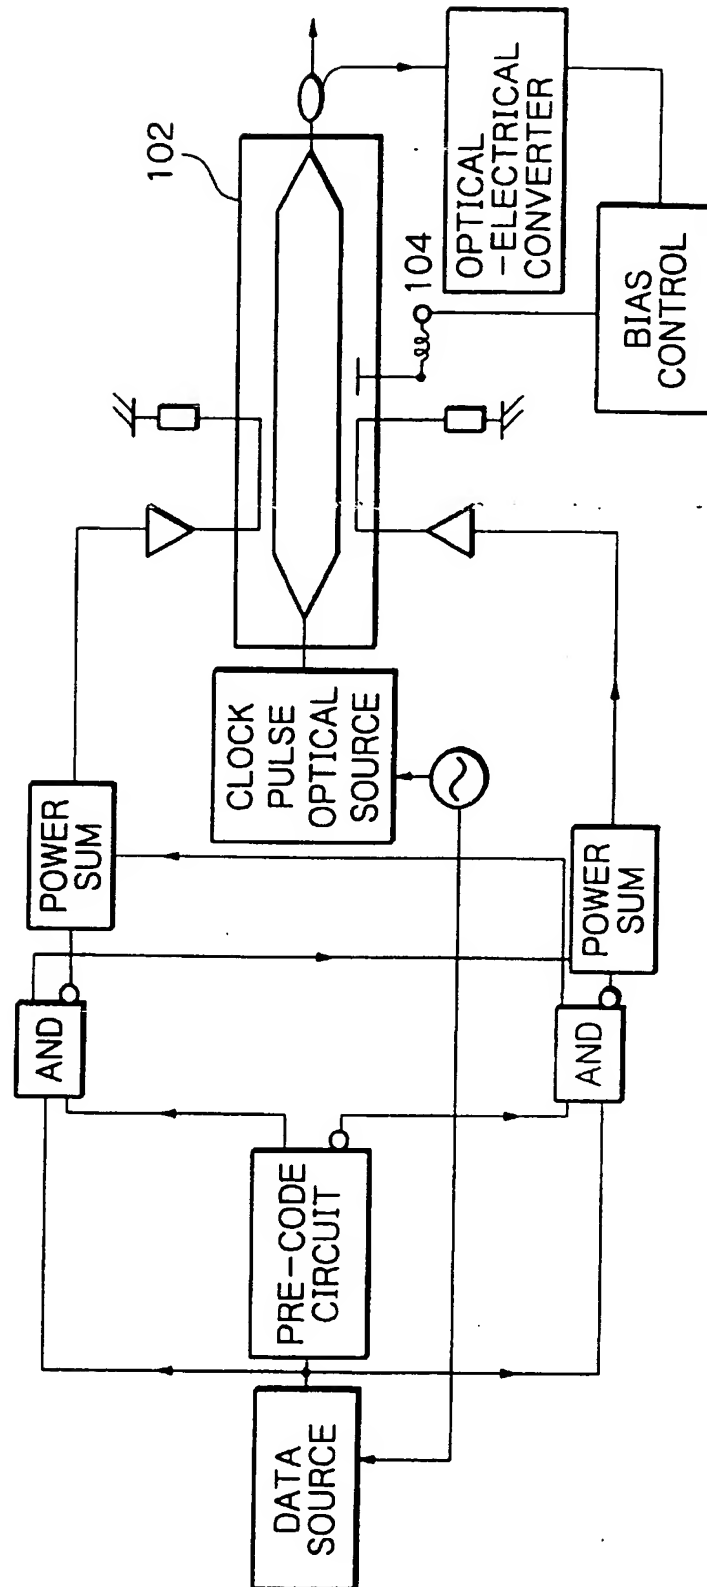 102
OPTICAL
-ELECTRICAL
CONVERTER
104
BIAS
CONTROL
CLOCK
PULSE
OPTICAL
SOURCE
POWER
SUM
POWER
SUM
AND
AND
PRE-CODE
CIRCUIT
DATA
SOURCE